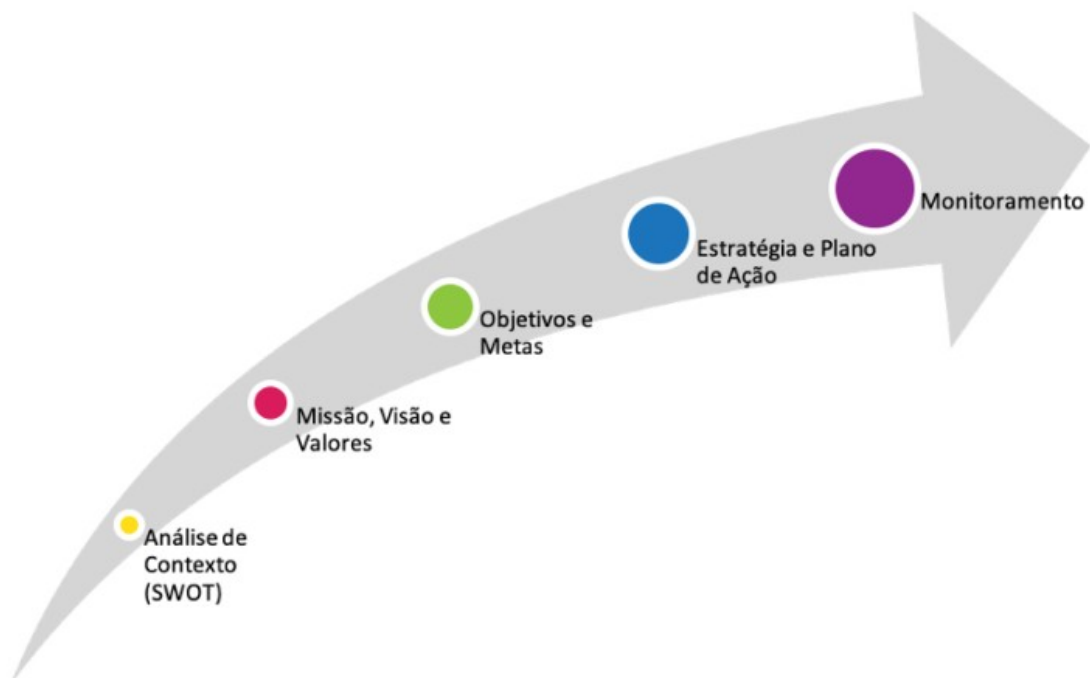 Análise de
Contexto
(SWOT)
Missão, Visão e
Valores
Objetivos e
Metas
Estratégia e Plano
de Ação
Monitoramento